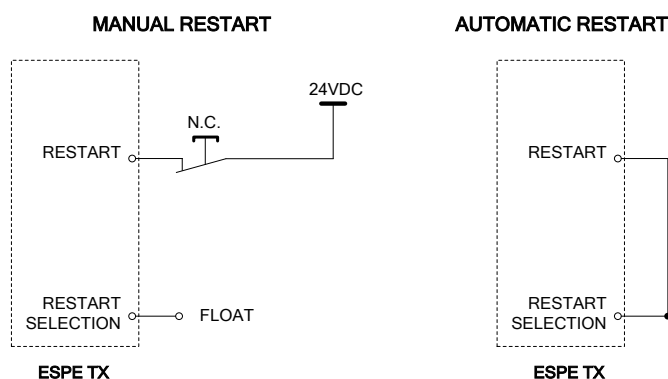 MANUAL RESTART
AUTOMATIC RESTART
24VDC
N.C.
RESTART
RESTART
RESTART
SELECTION
FLOAT
RESTART
SELECTION
ESPE TX
ESPE TX